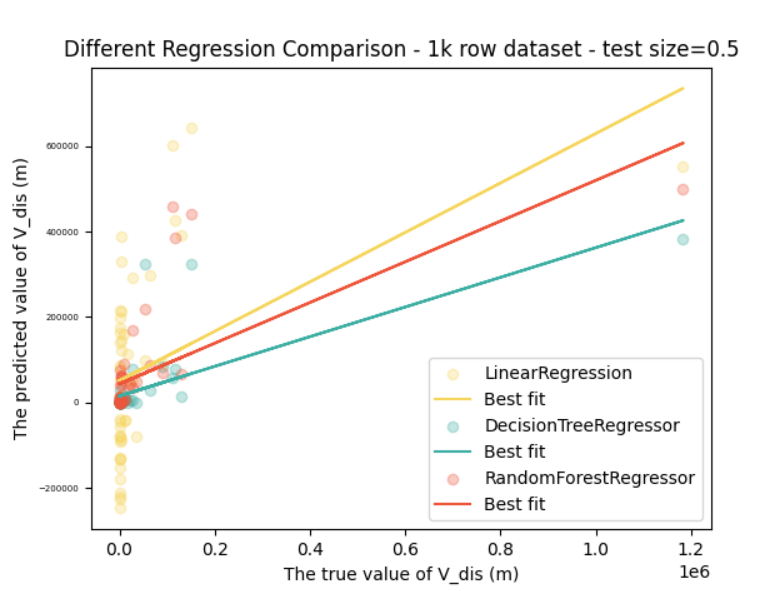 Different Regression Comparison - 1k row dataset - test size=0.5
The predicted value of V_dis (m)
600000
400000
200000
0
−200000
LinearRegression
Best fit
DecisionTreeRegressor
Best fit
RandomForestRegressor
Best fit
0.0 0.2 0.4 0.6 0.8 1.0 1.2
1e6
The true value of V_dis (m)